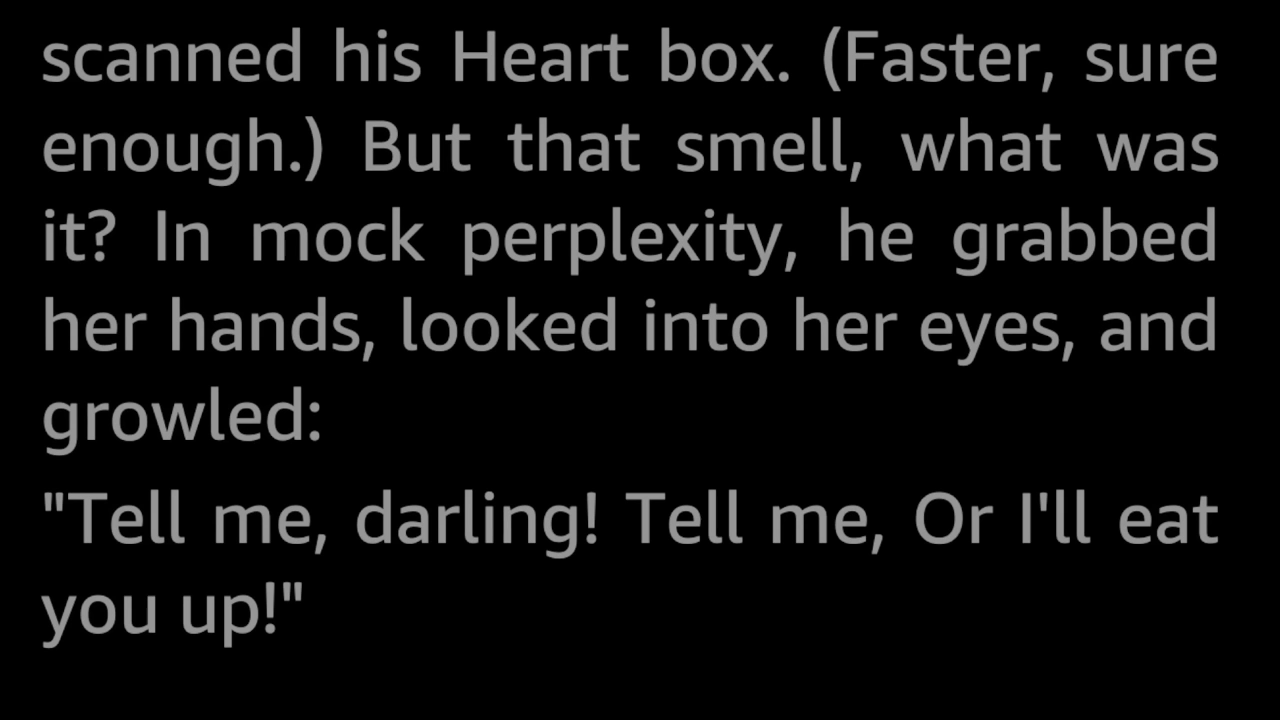 scanned his Heart box. (Faster, sure
enough.) But that smell, what was
it? In mock perplexity, he grabbed
her hands, looked into her eyes, and
growled:
"Tell me, darling! Tell me, Or I'll eat
you up!"